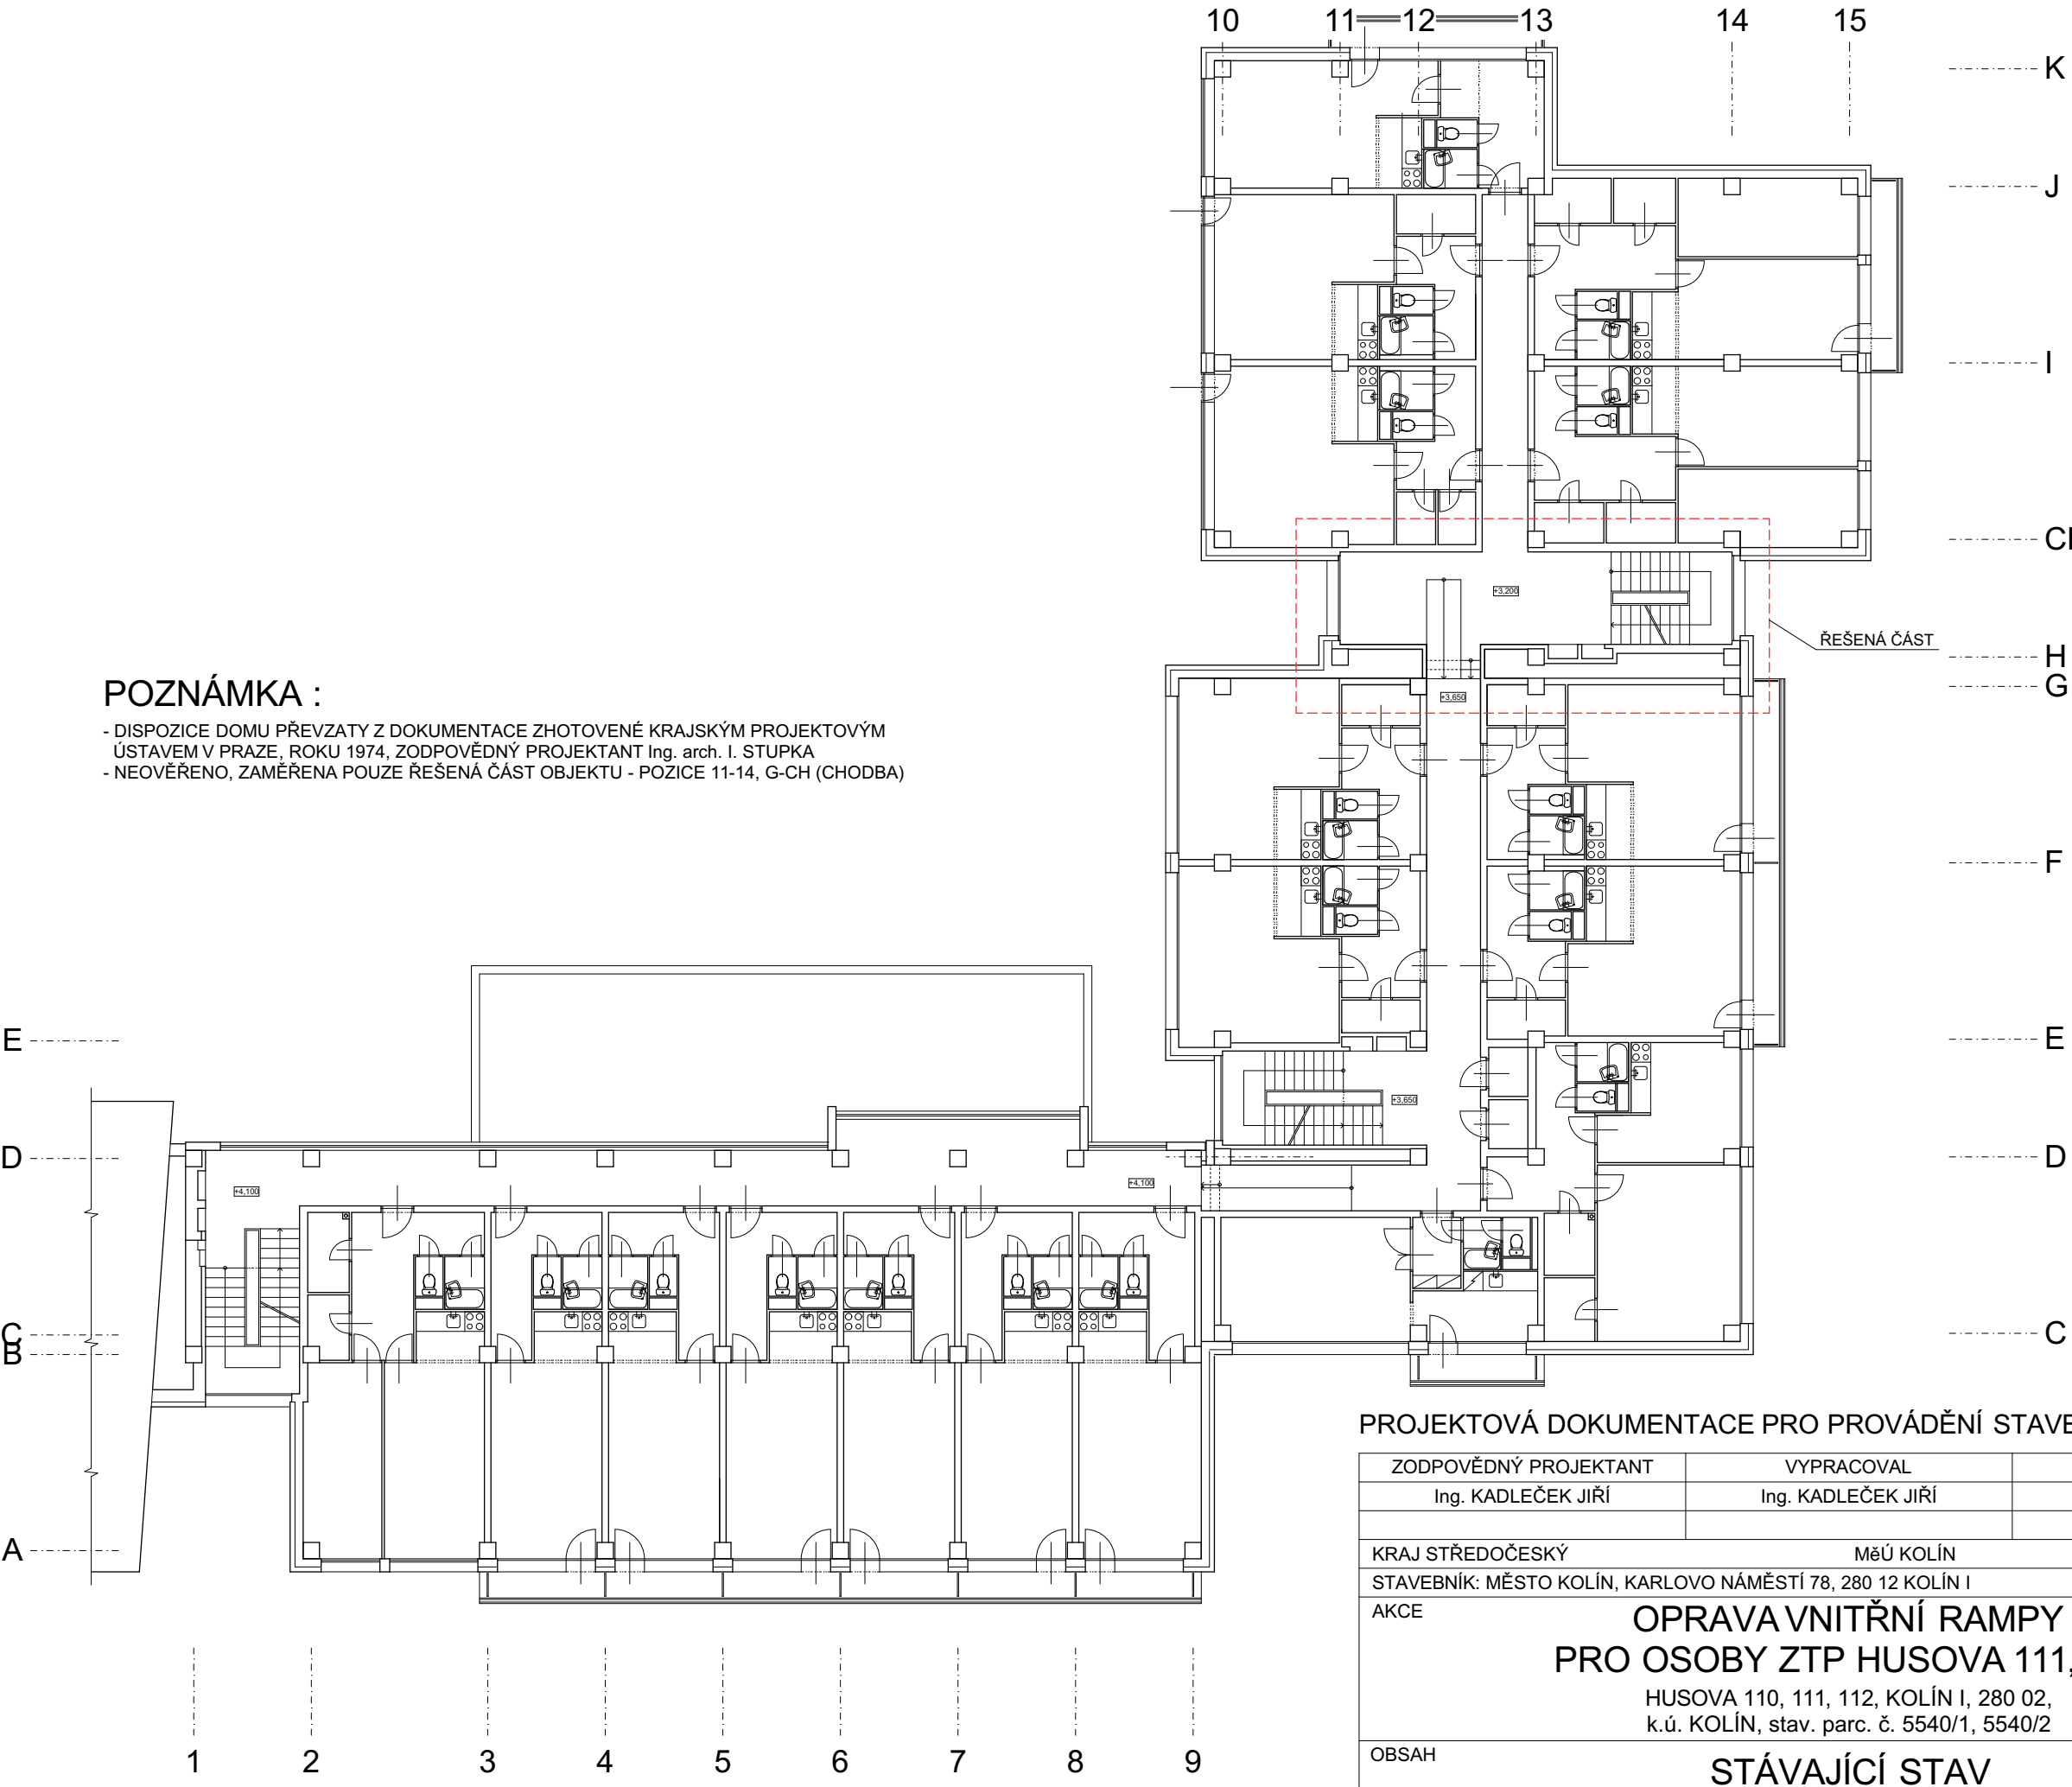 10 11 12 13 14 15
K
J
I
+3,200
ŘEŠENÁ ČÁST
H
G
+3,650
POZNÁMKA :
- DISPOZICE DOMU PŘEVZATY Z DOKUMENTACE ZHOTOVENÉ KRAJSKÝM PROJEKTOVÝM
ÚSTAVEM V PRAZE, ROKU 1974, ZODPOVĚDNÝ PROJEKTANT Ing. arch. I. STUPKA
- NEOVĚŘENO, ZAMĚŘENA POUZE ŘEŠENÁ ČÁST OBJEKTU - POZICE 11-14, G-CH (CHODBA)
F
E E
+3,650
D D
+4,100 +4,100
C C
B
A
1 2 3 4 5 6 7 8 9
PROJEKTOVÁ DOKUMENTACE PRO PROVÁDĚNÍ
ZODPOVĚDNÝ PROJEKTANT VYPRACOVAL
Ing. KADLEČEK JIŘÍ Ing. KADLEČEK JIŘÍ
KRAJ STŘEDOČESKÝ MěÚ KOLÍN
STAVEBNÍK: MĚSTO KOLÍN, KARLOVO NÁMĚSTÍ 78, 280 12 KOLÍN I
AKCE
OPRAVA VNITŘNÍ RAMPY
PRO OSOBY ZTP HUSOVA 111,
HUSOVA 110, 111, 112, KOLÍN I, 280 02,
k.ú. KOLÍN, stav. parc. č. 5540/1, 5540/2
OBSAH
STÁVAJÍCÍ STAV